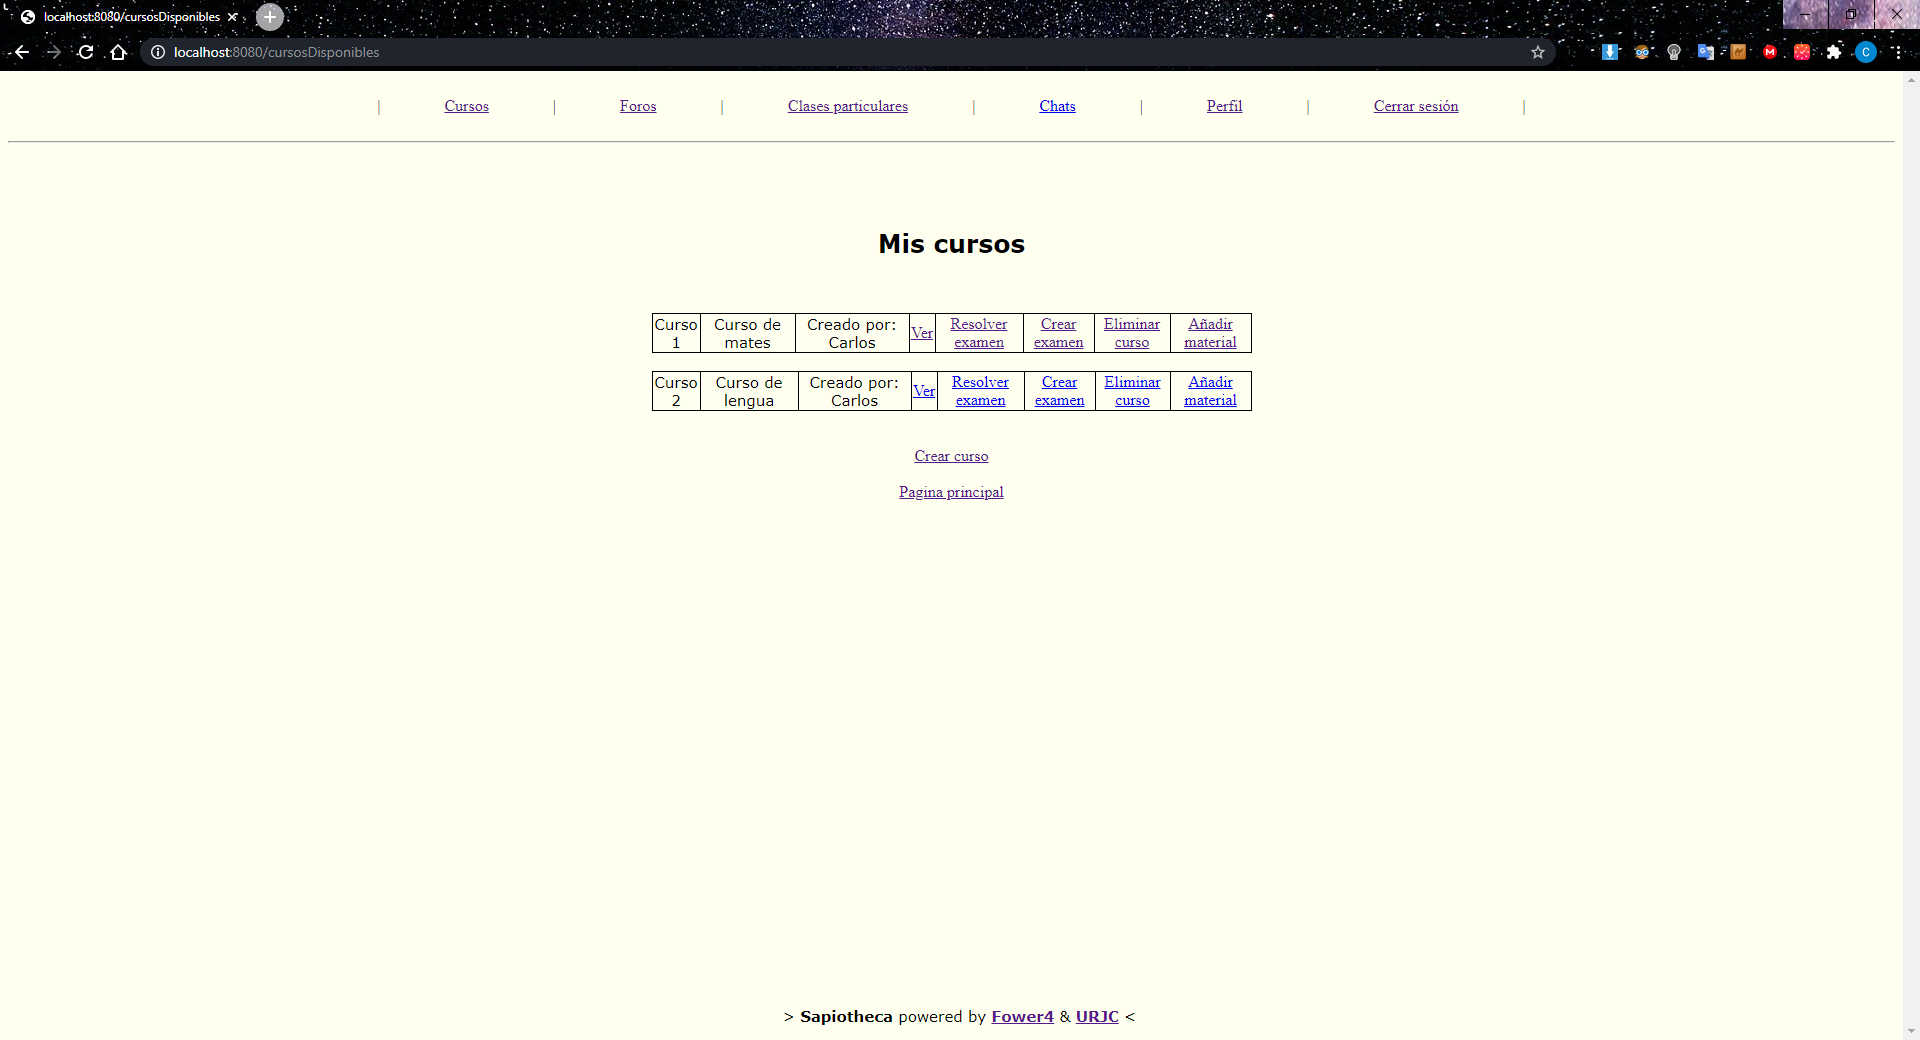 localhost:8080/cursosDisponibles
localhost:8080/cursosDisponibles
C
| Cursos | Foros | Clases particulares | Chats | Perfil | Cerrar sesión |
Mis cursos
Curso 1 Curso de mates Creado por: Carlos Ver Resolver examen Crear examen Eliminar curso Añadir material
Curso 2 Curso de lengua Creado por: Carlos Ver Resolver examen Crear examen Eliminar curso Añadir material
Crear curso
Pagina principal
> Sapiotheca powered by Fower4 & URJC <